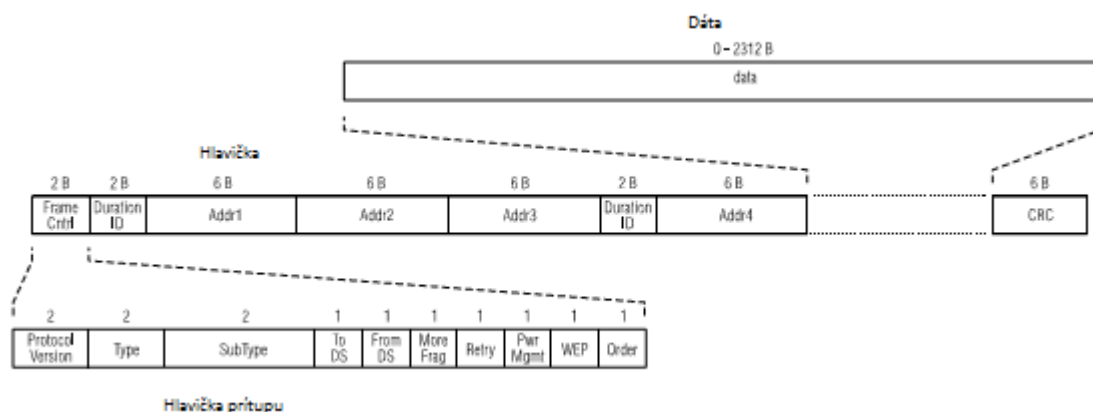 Dáta
0 – 2312 B
data
Hlavička
2 B 2 B 6 B 6 B 6 B 2 B 6 B 6 B
Frame Cntrl Duration ID Addr1 Addr2 Addr3 Duration ID Addr4 CRC
2 2 2 1 1 1 1 1 1 1
Protocol Version Type SubType To DS From DS More Frag Retry Pwr Mgmt WEP Order
Hlavička prítupu